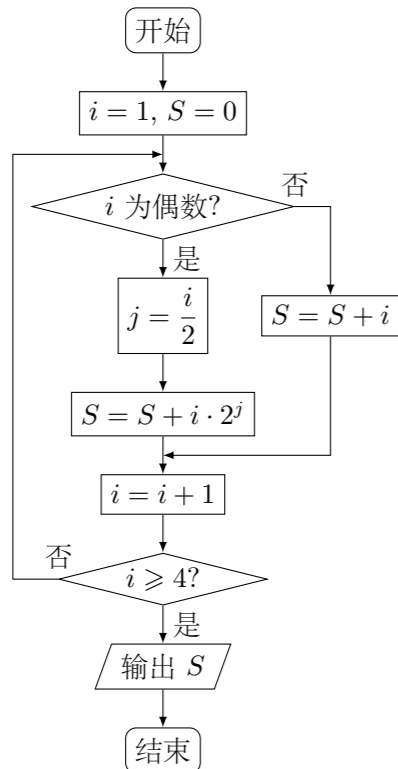 开始
i = 1, S = 0
i 为偶数?
否
是
j = i/2
S = S + i
S = S + i · 2^j
i = i + 1
否
i ⩾ 4?
是
输出 S
结束